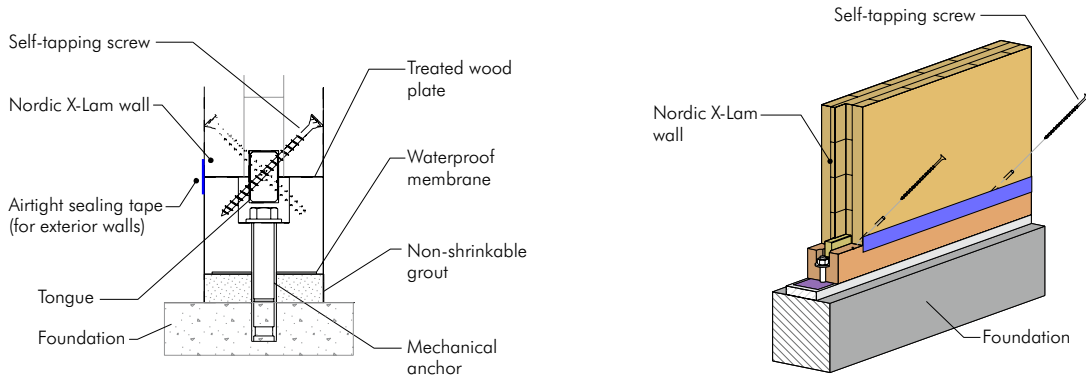 Self-tapping screw
Nordic X-Lam wall
Airtight sealing tape
(for exterior walls)
Tongue
Foundation
Treated wood
plate
Waterproof
membrane
Non-shrinkable
grout
Mechanical
anchor
Self-tapping screw
Nordic X-Lam
wall
Foundation